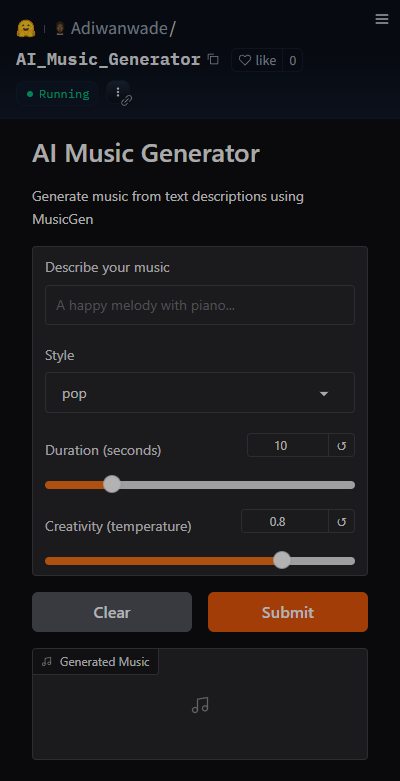 Adiwanwade/
AI_Music_Generator
like 0
Running
AI Music Generator
Generate music from text descriptions using
MusicGen
Describe your music
A happy melody with piano...
Style
pop
Duration (seconds) 10
Creativity (temperature) 0.8
Clear Submit
Generated Music